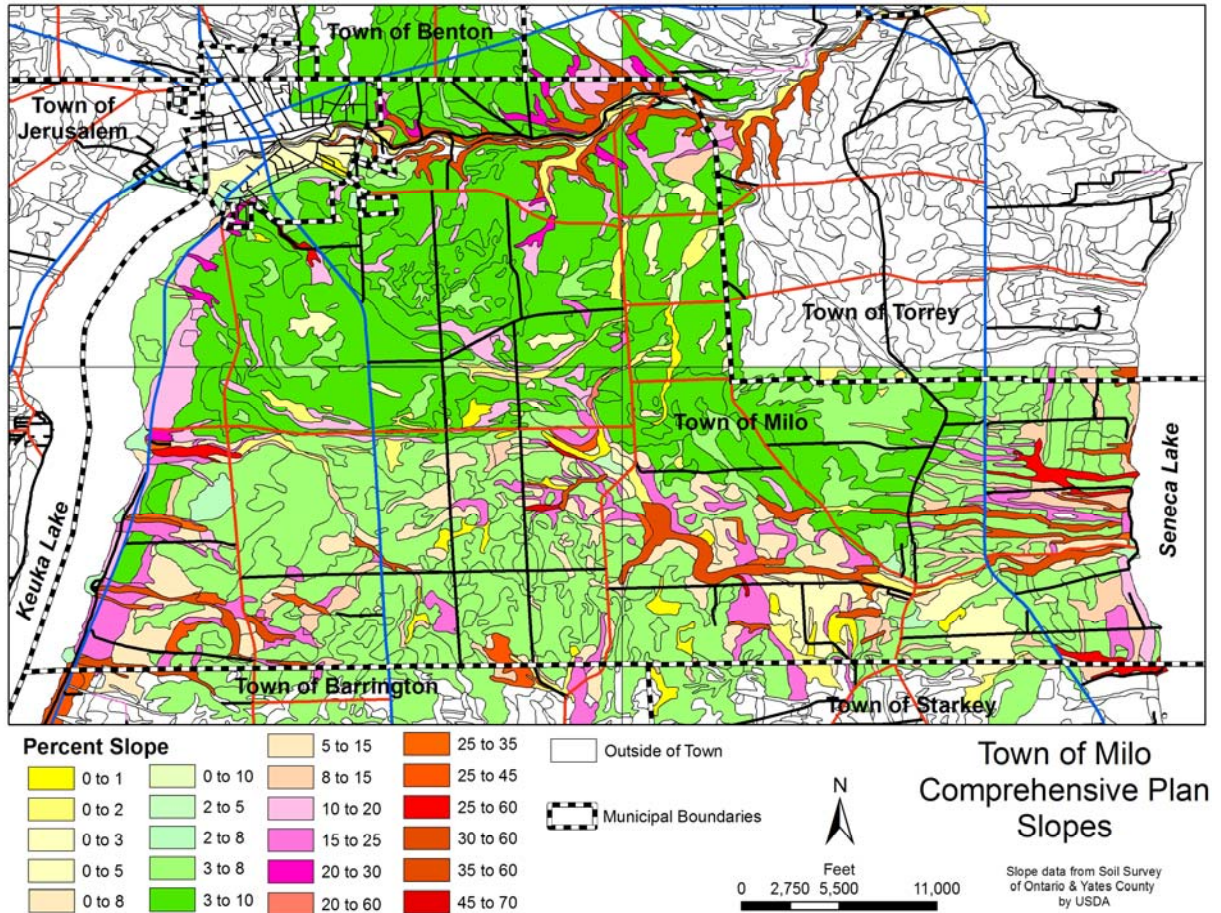 Town of Benton
Town of
Jerusalem
Town of Torrey
Town of Milo
Keuka Lake
Seneca Lake
Town of Barrington
Town of Starkey
Percent Slope
0 to 1
0 to 2
0 to 3
0 to 5
0 to 8
0 to 10
2 to 5
2 to 8
3 to 8
3 to 10
5 to 15
8 to 15
10 to 20
15 to 25
20 to 30
20 to 60
25 to 35
25 to 45
25 to 60
30 to 60
35 to 60
45 to 70
Outside of Town
Municipal Boundaries
N
Feet
0 2,750 5,500 11,000
Town of Milo
Comprehensive Plan
Slopes
Slope data from Soil Survey
of Ontario & Yates County
by USDA